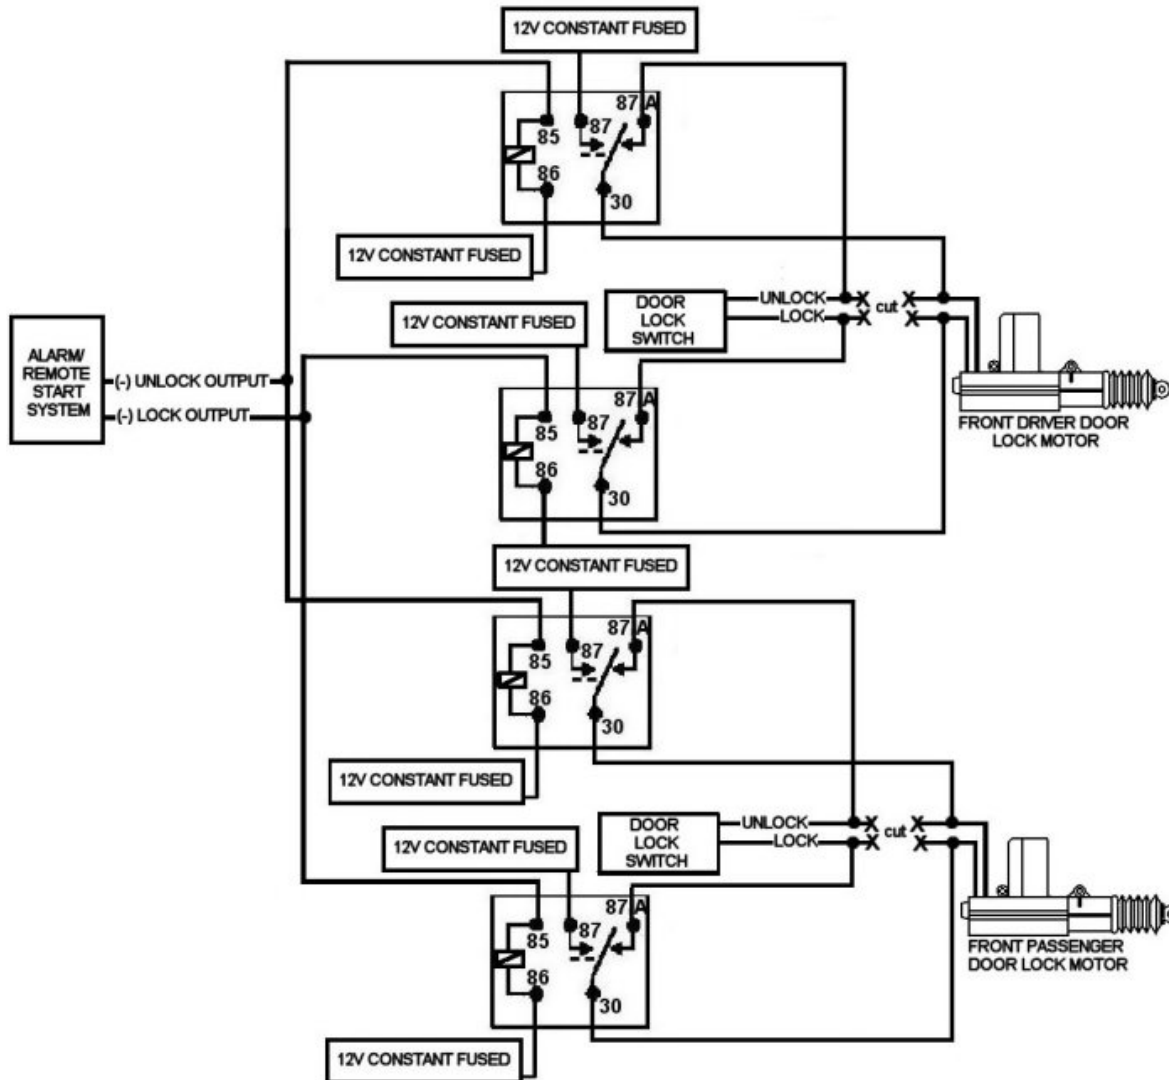 12V CONSTANT FUSED
87 A
87
85
86
30
12V CONSTANT FUSED
DOOR
LOCK
SWITCH
UNLOCK
LOCK
cut
12V CONSTANT FUSED
ALARM/
REMOTE
START
SYSTEM
(-) UNLOCK OUTPUT
(-) LOCK OUTPUT
87 A
87
85
86
30
FRONT DRIVER DOOR
LOCK MOTOR
12V CONSTANT FUSED
87 A
87
85
86
30
12V CONSTANT FUSED
DOOR
LOCK
SWITCH
UNLOCK
LOCK
cut
12V CONSTANT FUSED
87 A
87
85
86
30
FRONT PASSENGER
DOOR LOCK MOTOR
12V CONSTANT FUSED